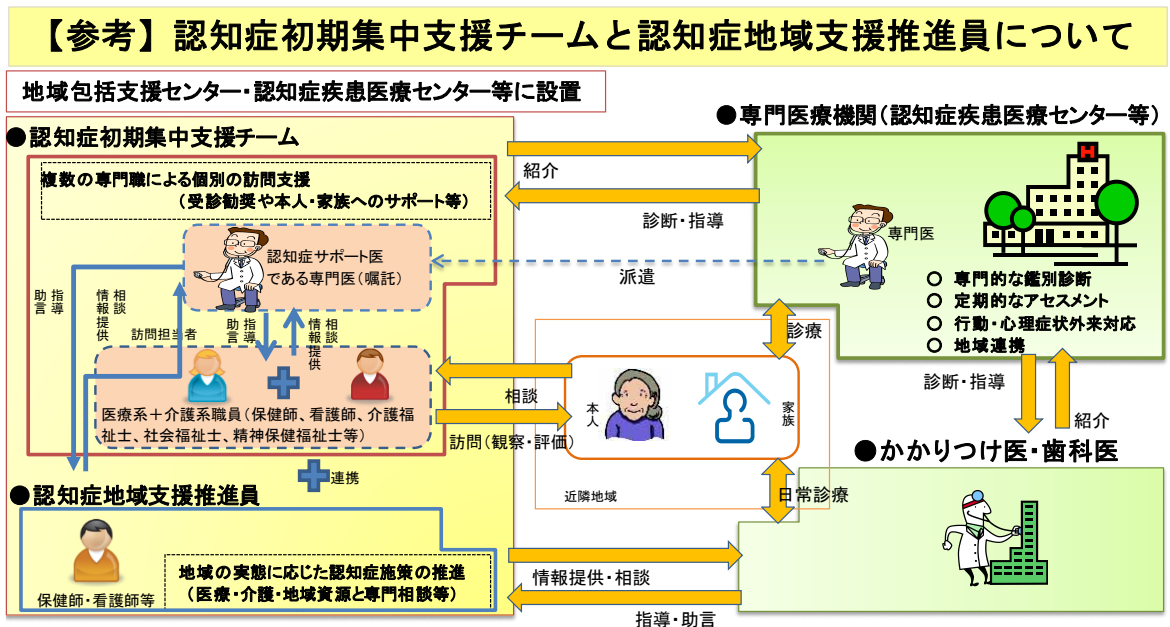 【参考】認知症初期集中支援チームと認知症地域支援推進員について
地域包括支援センター・認知症疾患医療センター等に設置
●認知症初期集中支援チーム
複数の専門職による個別の訪問支援
（受診勧奨や本人・家族へのサポート等）
認知症サポート医
である専門医（嘱託）
指導
助言
相談
情報提供
訪問担当者
指導
助言
相談
情報提供
医療系＋介護系職員（保健師、看護師、介護福
祉士、社会福祉士、精神保健福祉士等）
連携
●認知症地域支援推進員
保健師・看護師等
地域の実態に応じた認知症施策の推進
（医療・介護・地域資源と専門相談等）
紹介
診断・指導
派遣
相談
訪問（観察・評価）
本人
家族
近隣地域
診療
日常診療
情報提供・相談
指導・助言
●専門医療機関（認知症疾患医療センター等）
H
専門医
○ 専門的な鑑別診断
○ 定期的なアセスメント
○ 行動・心理症状外来対応
○ 地域連携
診断・指導
紹介
●かかりつけ医・歯科医